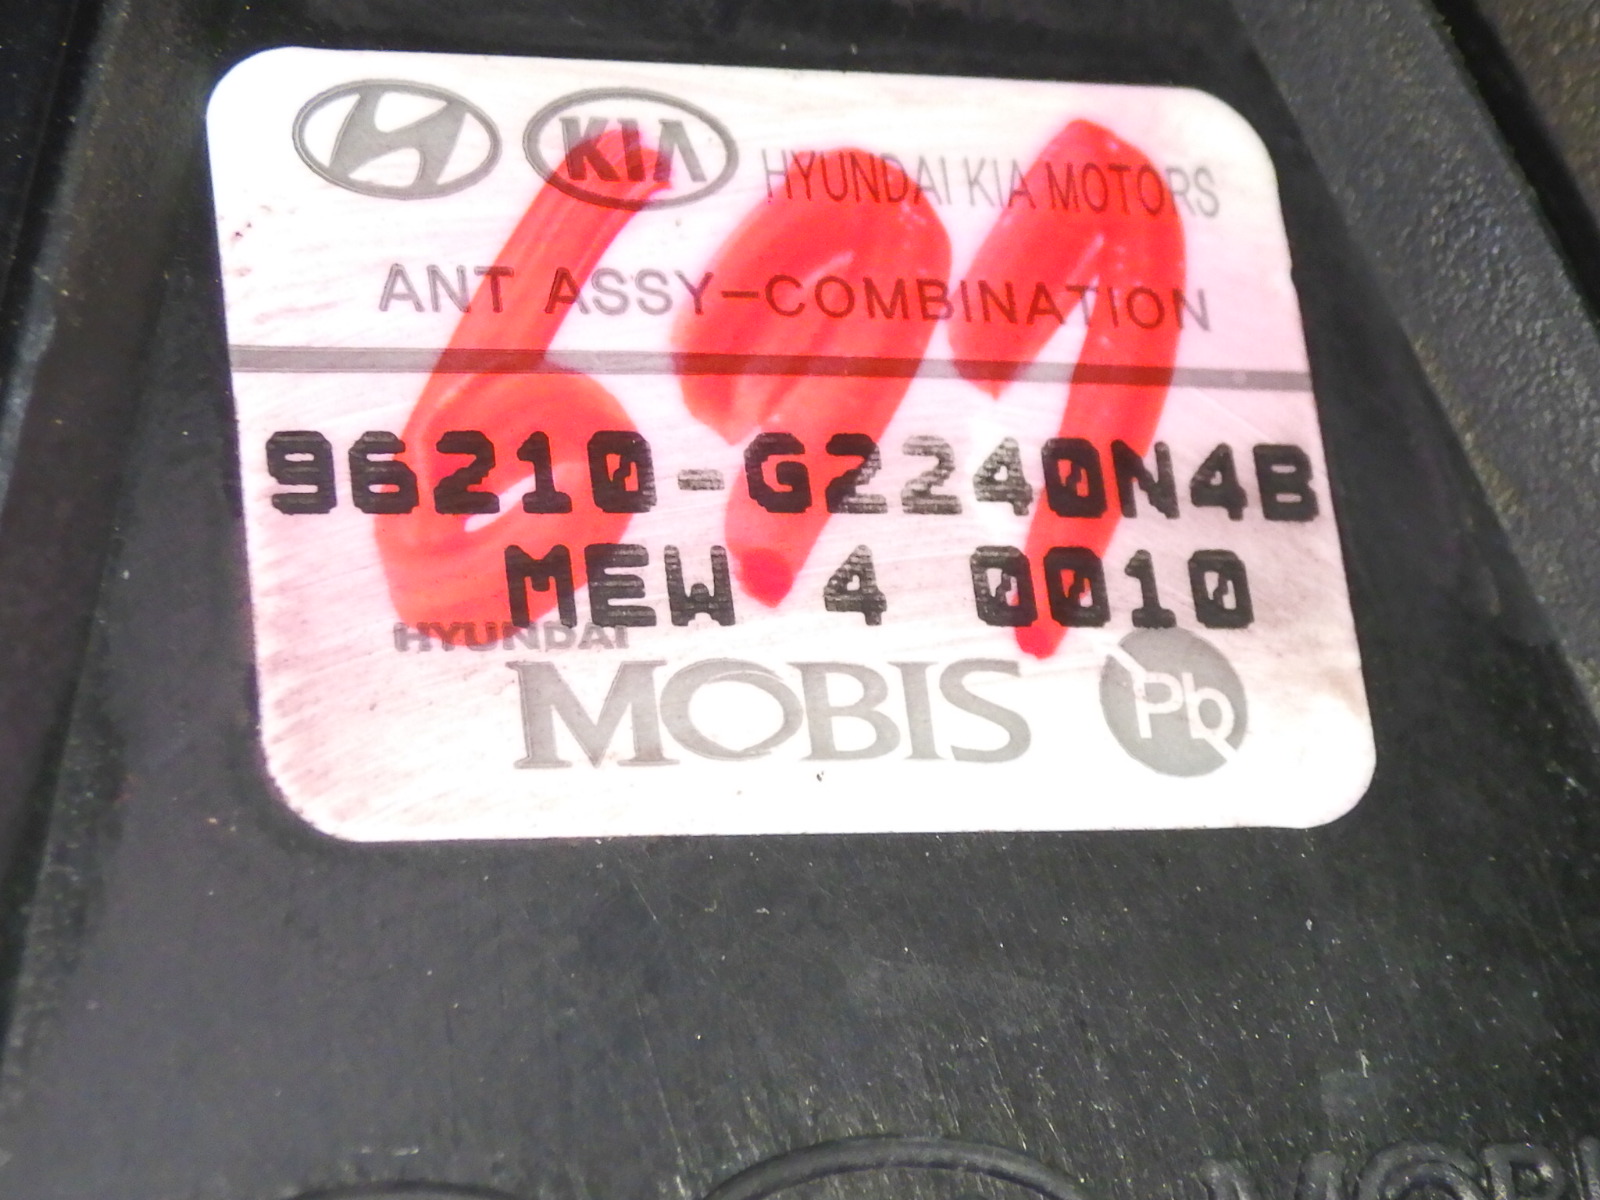 KIA HYUNDAI KIA MOTORS
ANT ASSY-COMBINATION
96210-G2240N4B
MEW 4 0010
HYUNDAI
MOBIS Pb